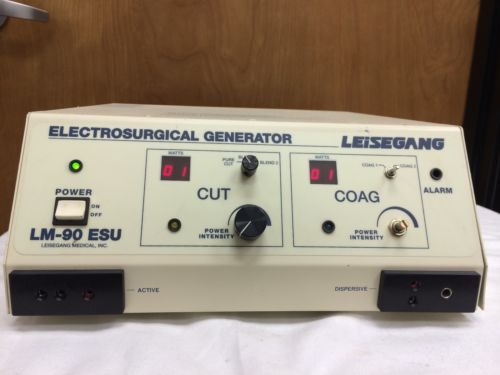 ELECTROSURGICAL GENERATOR
LEISEGANG
WATTS
01
PURE CUT
BLEND 2
CUT
POWER INTENSITY
WATTS
01
COAG 1
COAG 2
COAG
POWER INTENSITY
ALARM
POWER
ON
OFF
LM-90 ESU
LEISEGANG MEDICAL, INC.
ACTIVE
DISPERSIVE